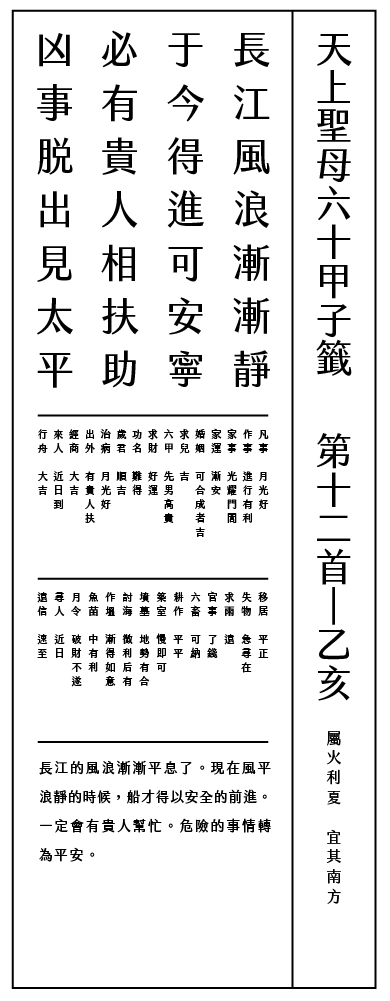 天上聖母六十甲子籤　第十二首—乙亥
屬火利夏　宜其南方
長江風浪漸漸靜
于今得進可安寧
必有貴人相扶助
凶事脱出見太平
凡事　月光好
作事　進行有利
家事　光耀門閭
家運　漸安
婚姻　可合成者吉
求兒　吉
六甲　先男高貴
求財　好運
功名　難得
歲君　順吉
治病　月光好
出外　有貴人扶
經商　大吉
來人　近日到
行舟　大吉
移居　平正
失物　急尋在
求雨　遠
官事　了錢
六畜　可納
耕作　平平
築室　慢即可
墳墓　地勢有合
討海　微利后有
作塭　漸得如意
魚苗　中有利
月令　破財不遂
尋人　近日
遠信　速至
長江的風浪漸漸平息了。現在風平
浪靜的時候，船才得以安全的前進。
一定會有貴人幫忙。危險的事情轉
為平安。